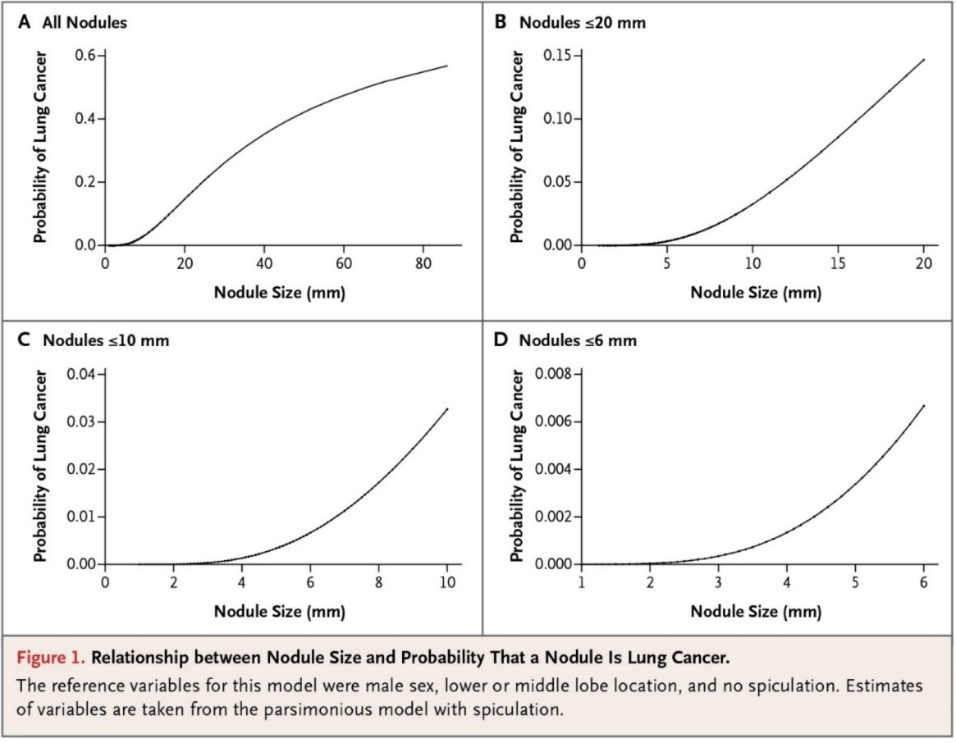 A All Nodules
Probability of Lung Cancer
0.6
0.4
0.2
0.0
0 20 40 60 80
Nodule Size (mm)
B Nodules ≤20 mm
Probability of Lung Cancer
0.15
0.10
0.05
0.00
0 5 10 15 20
Nodule Size (mm)
C Nodules ≤10 mm
Probability of Lung Cancer
0.04
0.03
0.02
0.01
0.00
0 2 4 6 8 10
Nodule Size (mm)
D Nodules ≤6 mm
Probability of Lung Cancer
0.008
0.006
0.004
0.002
0.000
1 2 3 4 5 6
Nodule Size (mm)
Figure 1. Relationship between Nodule Size and Probability That a Nodule Is Lung Cancer.
The reference variables for this model were male sex, lower or middle lobe location, and no spiculation. Estimates
of variables are taken from the parsimonious model with spiculation.